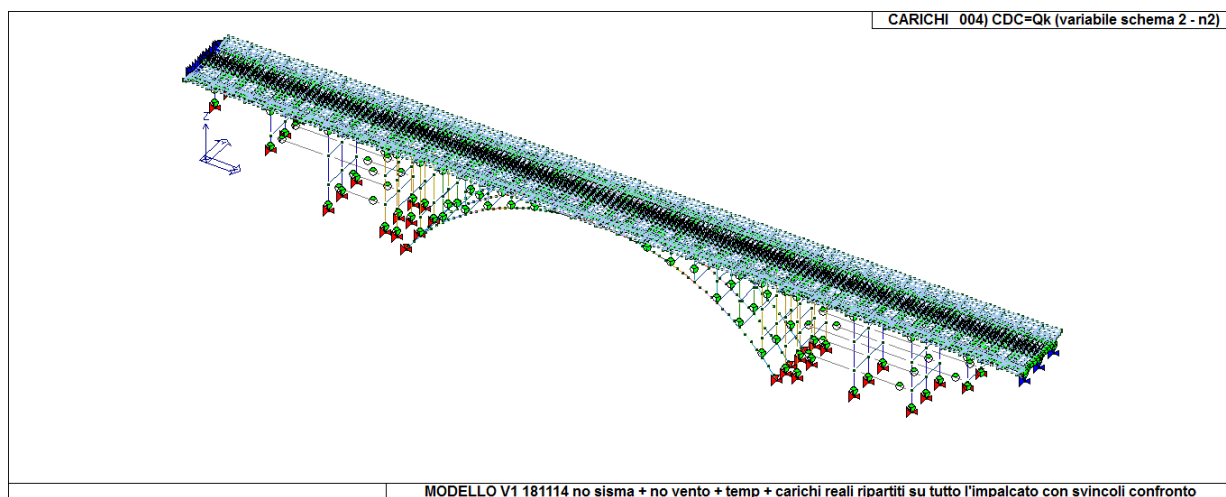 CARICHI 004) CDC=Qk (variabile schema 2 - n2)
Z
MODELLO V1 181114 no sisma + no vento + temp + carichi reali ripartiti su tutto l'impalcato con svincoli confronto